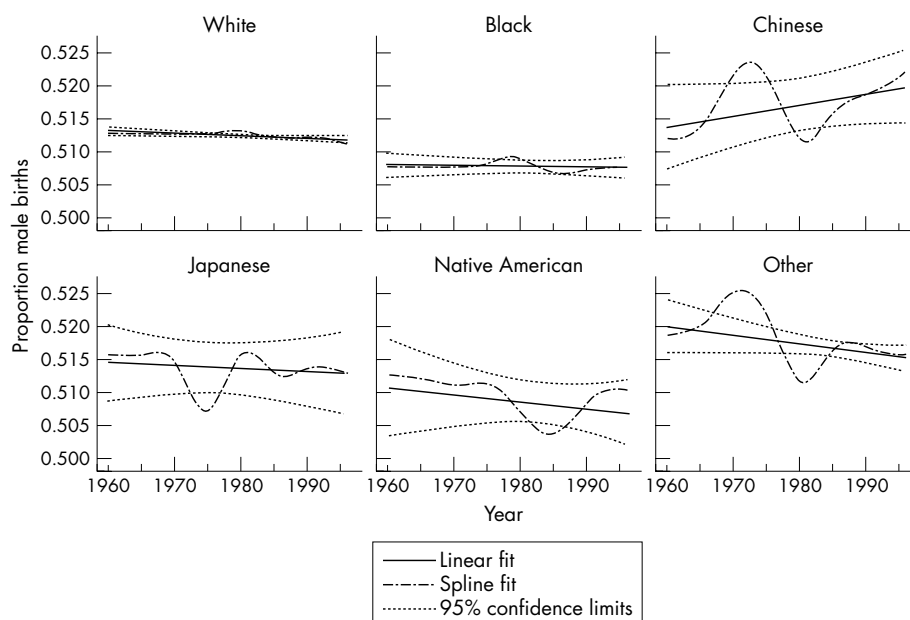 White
Black
Chinese
0.525
0.520
0.515
0.510
0.505
0.500
Japanese
Native American
Other
0.525
0.520
0.515
0.510
0.505
0.500
1960 1970 1980 1990
1960 1970 1980 1990
1960 1970 1980 1990
Proportion male births
Year
Linear fit
Spline fit
95% confidence limits